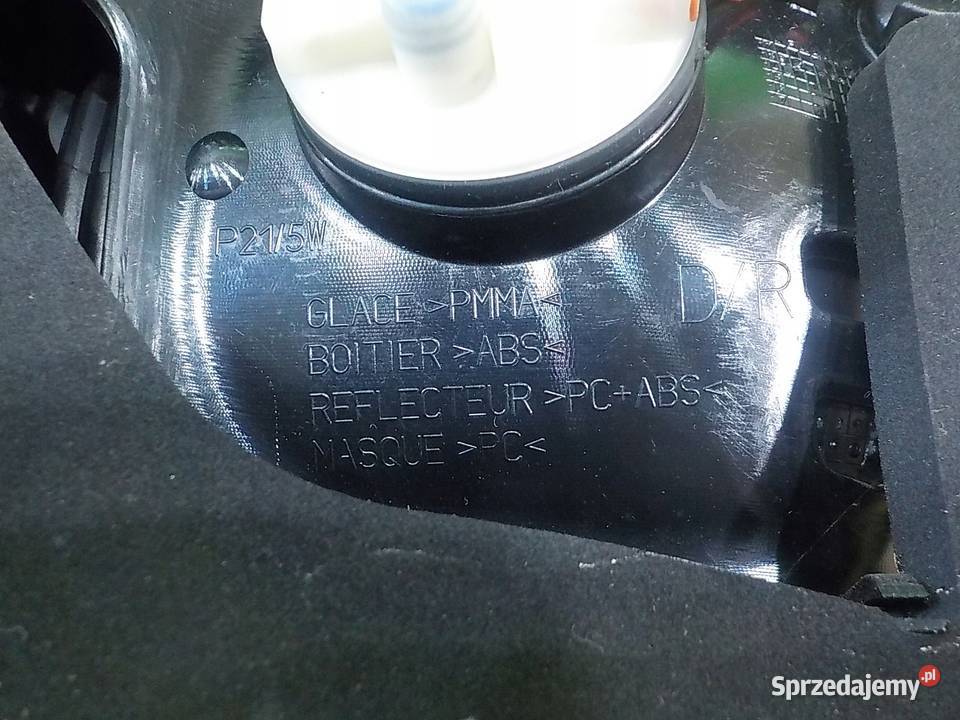 P21/5W
D/R
GLACE >PMMA<
BOITIER >ABS<
REFLECTEUR >PC+ABS<
MASQUE >PC<
Sprzedajemy.pl